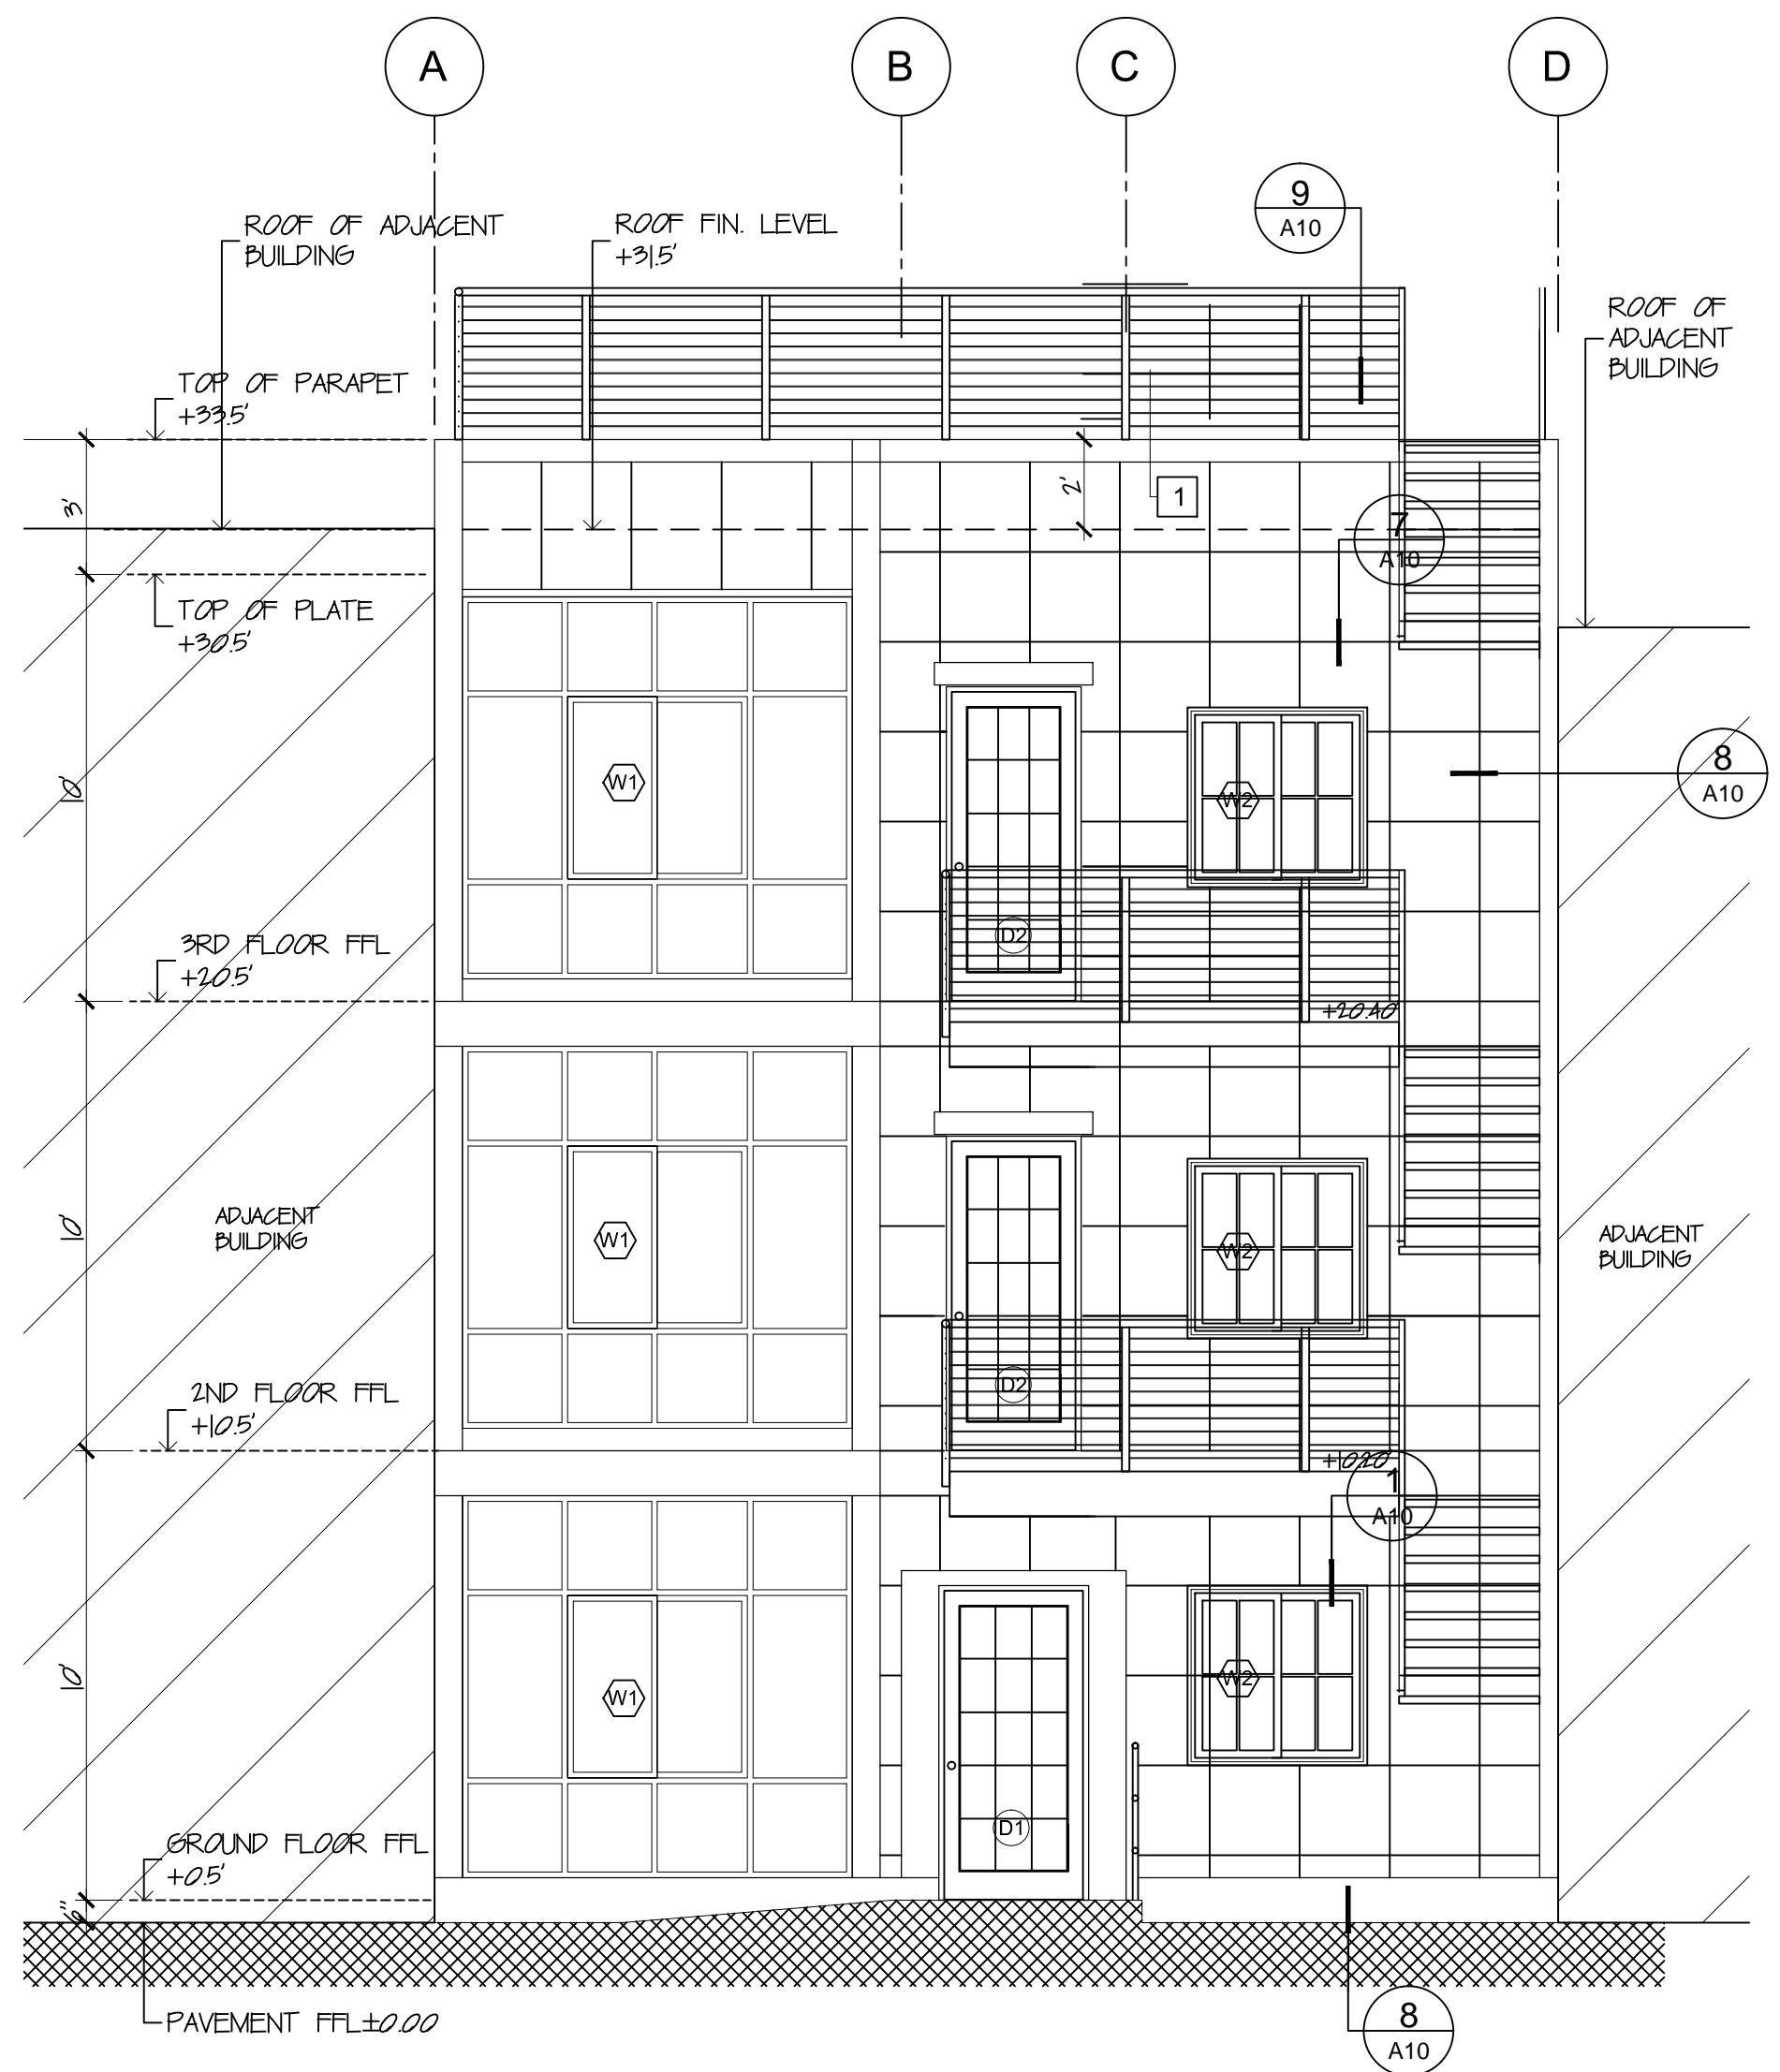 A
B
C
D
9
A10
ROOF OF ADJACENT
BUILDING
ROOF FIN. LEVEL
+31.5'
ROOF OF
ADJACENT
BUILDING
TOP OF PARAPET
+33.5'
3'
2'
1
7
A10
TOP OF PLATE
+30.5'
10'
W1
W2
8
A10
D2
3RD FLOOR FFL
+20.5'
+20.40'
ADJACENT
BUILDING
10'
W1
W2
ADJACENT
BUILDING
D2
2ND FLOOR FFL
+10.5'
+10.20'
1
A10
10'
W1
W2
D1
GROUND FLOOR FFL
+0.5'
6"
PAVEMENT FFL±0.00
8
A10